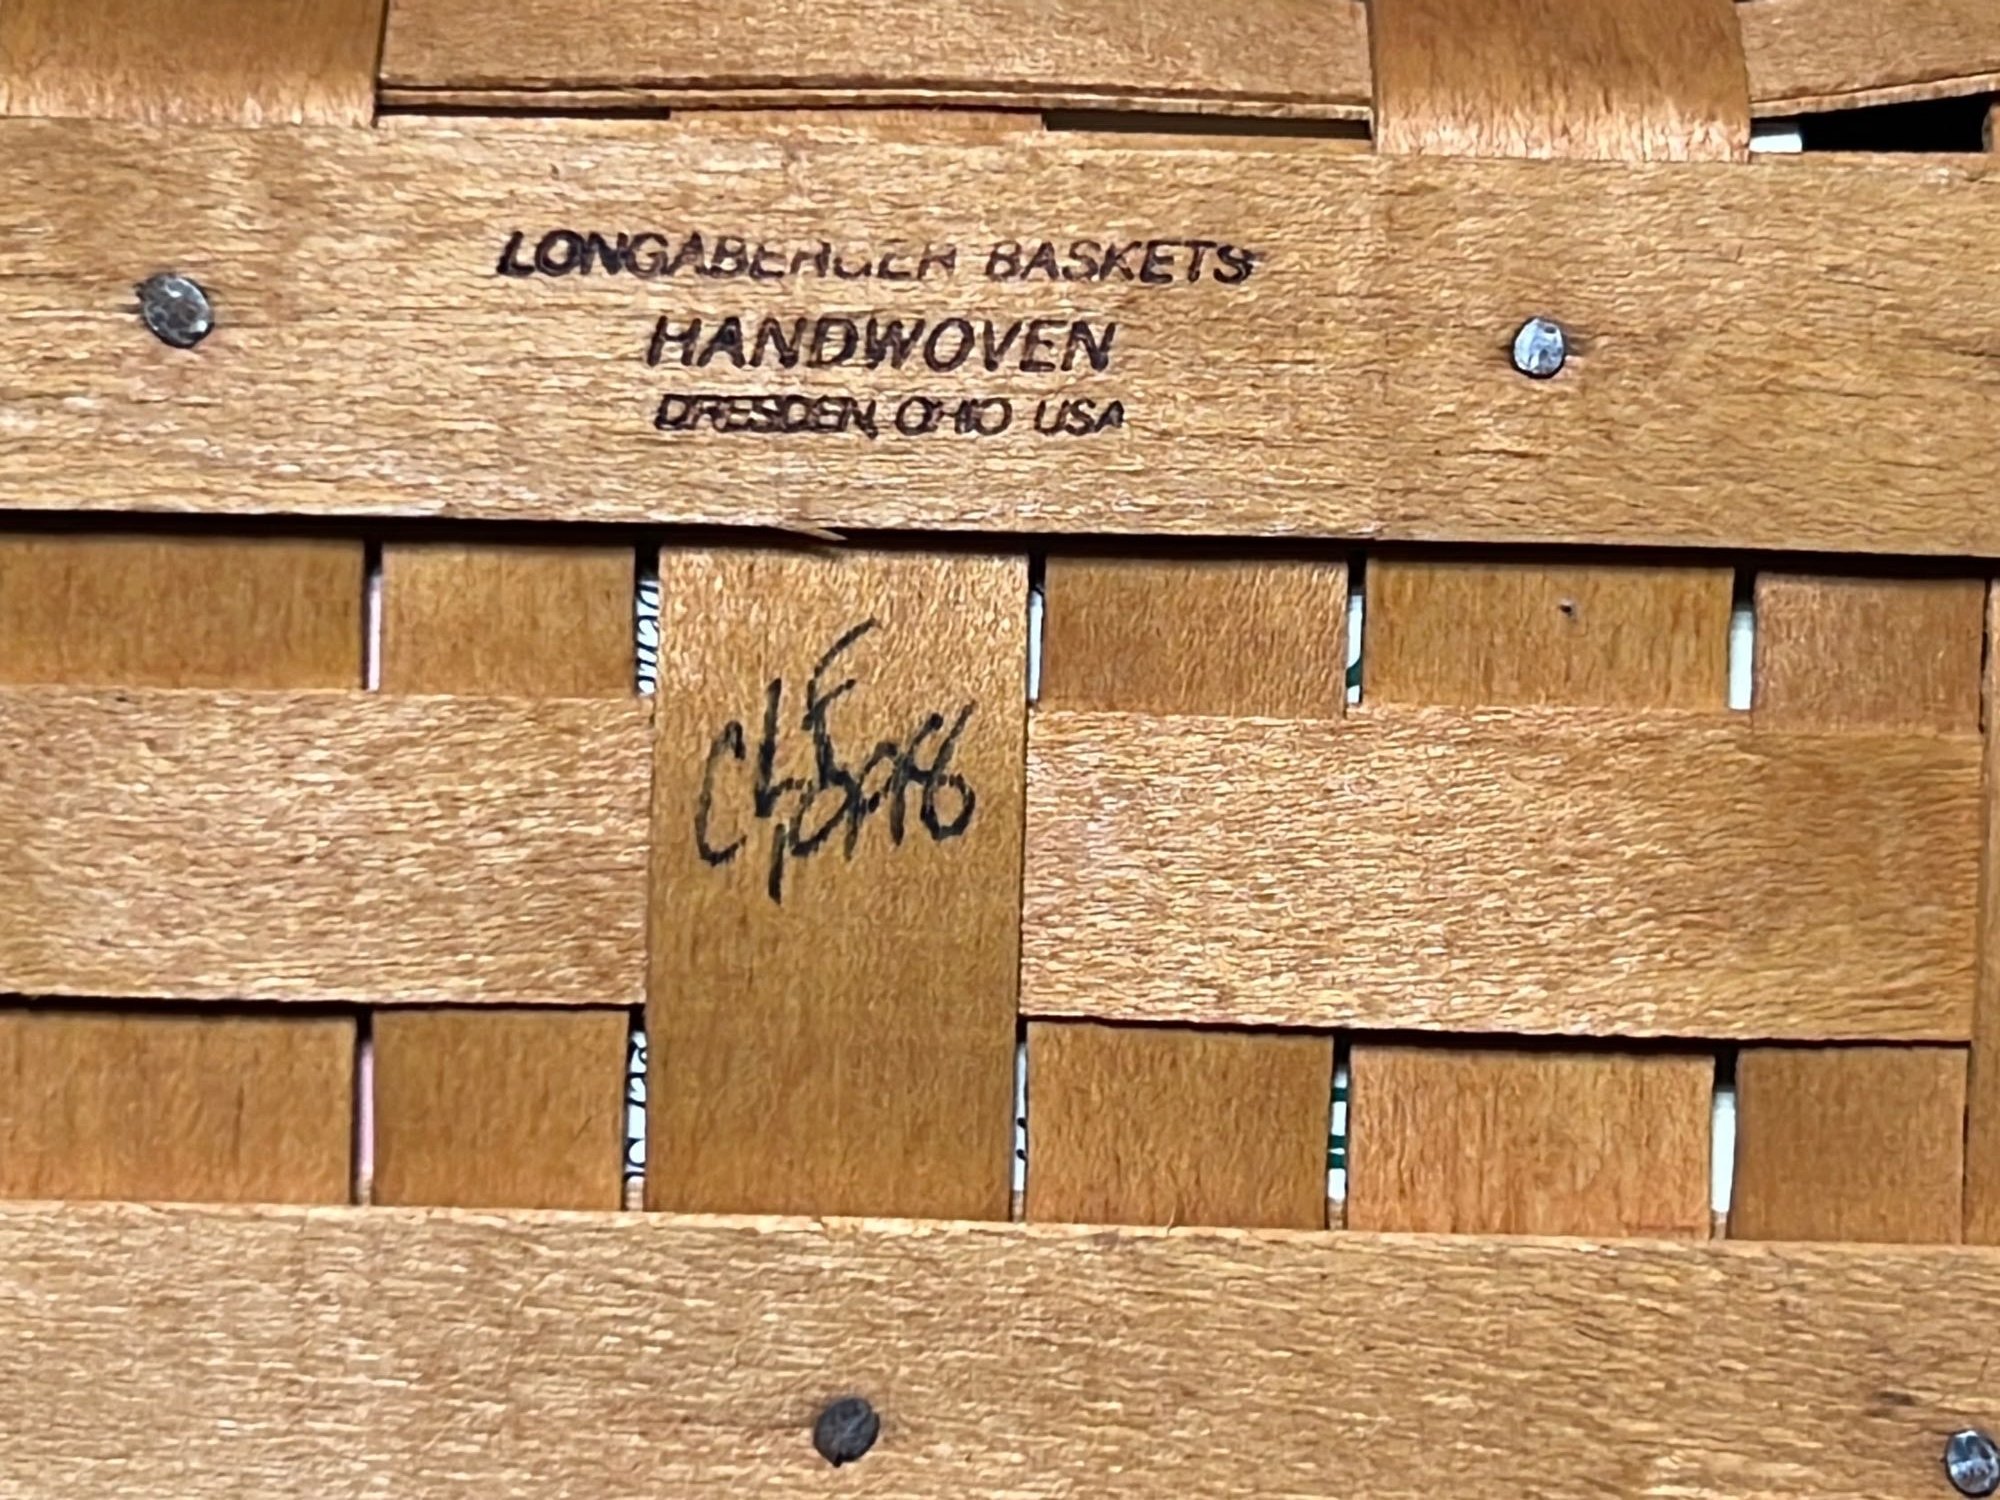 LONGABERGER BASKETS
HANDWOVEN
DRESDEN, OHIO USA